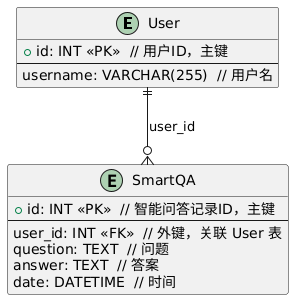 E User
id: INT «PK»  // 用户ID，主键
username: VARCHAR(255)  // 用户名
user_id
E SmartQA
id: INT «PK»  // 智能问答记录ID，主键
user_id: INT «FK»  // 外键，关联 User 表
question: TEXT  // 问题
answer: TEXT  // 答案
date: DATETIME  // 时间